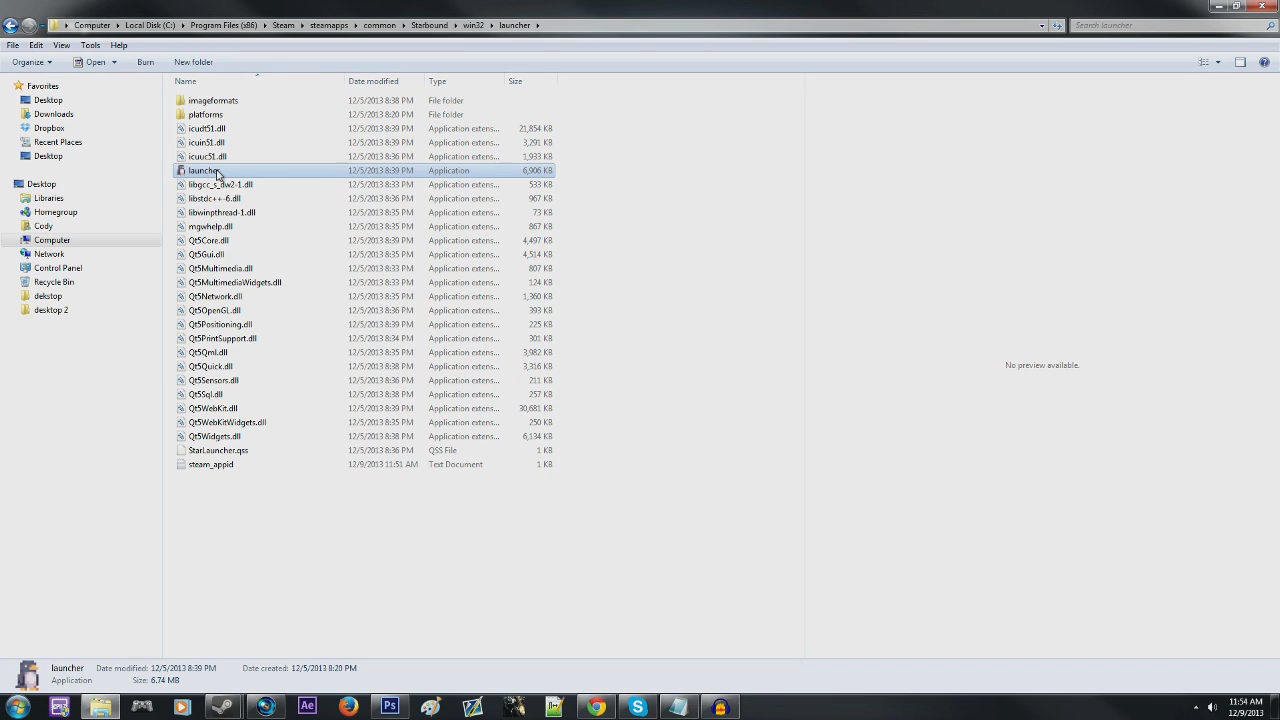 Computer ▸ Local Disk (C:) ▸ Program Files (x86) ▸ Steam ▸ steamapps ▸ common ▸ Starbound ▸ win32 ▸ launcher ▸ Search launcher
File Edit View Tools Help
Organize Open Burn New folder
Favorites
Desktop
Downloads
Dropbox
Recent Places
Desktop
Desktop
Libraries
Homegroup
Cody
Computer
Network
Control Panel
Recycle Bin
dekstop
desktop 2
Name Date modified Type Size
imageformats 12/5/2013 8:38 PM File folder
platforms 12/5/2013 8:20 PM File folder
icudt51.dll 12/5/2013 8:39 PM Application extens... 21,854 KB
icuin51.dll 12/5/2013 8:39 PM Application extens... 3,291 KB
icuuc51.dll 12/5/2013 8:36 PM Application extens... 1,933 KB
launcher 12/5/2013 8:39 PM Application 6,906 KB
libgcc_s_dw2-1.dll 12/5/2013 8:33 PM Application extens... 533 KB
libstdc++-6.dll 12/5/2013 8:36 PM Application extens... 967 KB
libwinpthread-1.dll 12/5/2013 8:35 PM Application extens... 73 KB
mgwhelp.dll 12/5/2013 8:39 PM Application extens... 867 KB
Qt5Core.dll 12/5/2013 8:39 PM Application extens... 4,497 KB
Qt5Gui.dll 12/5/2013 8:35 PM Application extens... 4,514 KB
Qt5Multimedia.dll 12/5/2013 8:33 PM Application extens... 807 KB
Qt5MultimediaWidgets.dll 12/5/2013 8:33 PM Application extens... 124 KB
Qt5Network.dll 12/5/2013 8:35 PM Application extens... 1,360 KB
Qt5OpenGL.dll 12/5/2013 8:36 PM Application extens... 393 KB
Qt5Positioning.dll 12/5/2013 8:39 PM Application extens... 225 KB
Qt5PrintSupport.dll 12/5/2013 8:34 PM Application extens... 301 KB
Qt5Qml.dll 12/5/2013 8:35 PM Application extens... 3,982 KB
Qt5Quick.dll 12/5/2013 8:38 PM Application extens... 3,316 KB
Qt5Sensors.dll 12/5/2013 8:36 PM Application extens... 211 KB
Qt5Sql.dll 12/5/2013 8:38 PM Application extens... 257 KB
Qt5WebKit.dll 12/5/2013 8:39 PM Application extens... 30,681 KB
Qt5WebKitWidgets.dll 12/5/2013 8:35 PM Application extens... 250 KB
Qt5Widgets.dll 12/5/2013 8:38 PM Application extens... 6,134 KB
StarLauncher.qss 12/5/2013 8:36 PM QSS File 1 KB
steam_appid 12/9/2013 11:51 AM Text Document 1 KB
No preview available.
launcher Date modified: 12/5/2013 8:39 PM Date created: 12/5/2013 8:20 PM
Application Size: 6.74 MB
Ae
Ps
S
11:54 AM
12/9/2013